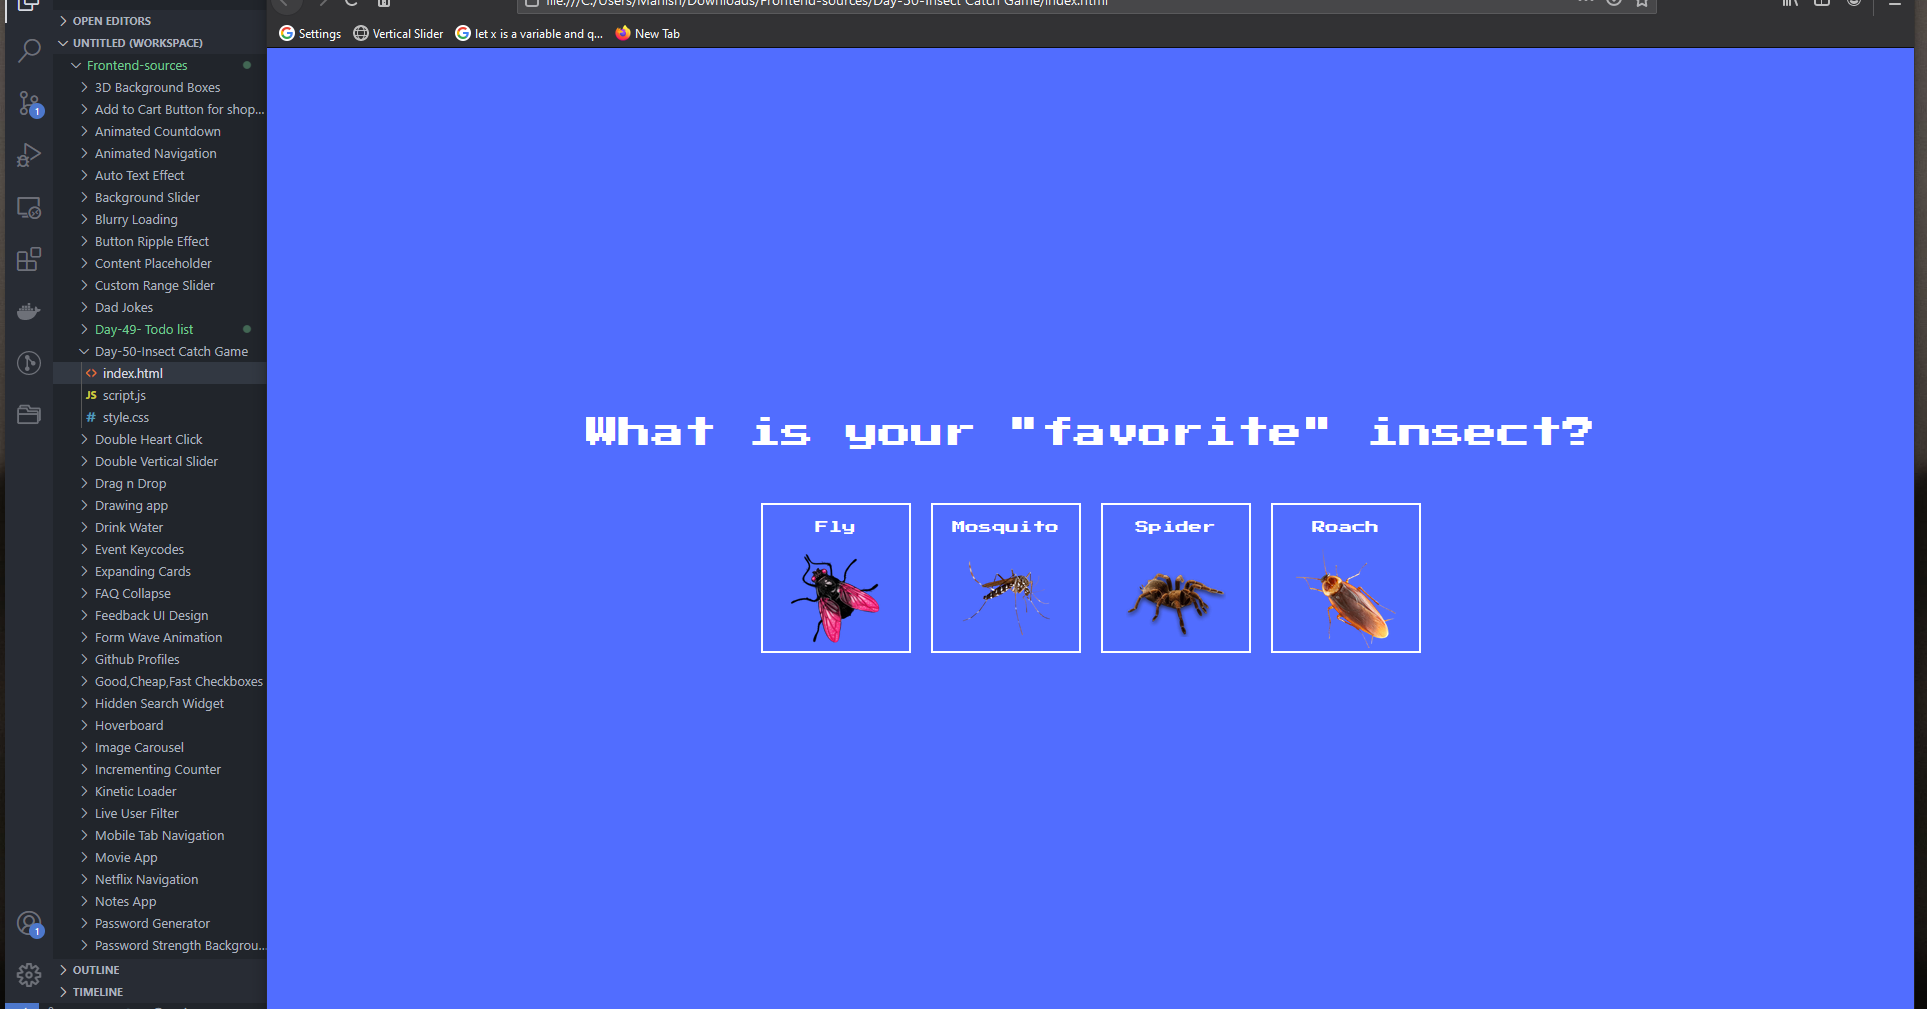 OPEN EDITORS
UNTITLED (WORKSPACE)
Frontend-sources
3D Background Boxes
Add to Cart Button for shop...
Animated Countdown
1
Animated Navigation
Auto Text Effect
Background Slider
Blurry Loading
Button Ripple Effect
Content Placeholder
Custom Range Slider
Dad Jokes
Day-49- Todo list
Day-50-Insect Catch Game
index.html
JS script.js
# style.css
Double Heart Click
Double Vertical Slider
Drag n Drop
Drawing app
Drink Water
Event Keycodes
Expanding Cards
FAQ Collapse
Feedback UI Design
Form Wave Animation
Github Profiles
Good,Cheap,Fast Checkboxes
Hidden Search Widget
Hoverboard
Image Carousel
Incrementing Counter
Kinetic Loader
Live User Filter
Mobile Tab Navigation
Movie App
Netflix Navigation
Notes App
Password Generator
1
Password Strength Backgrou...
OUTLINE
TIMELINE
file:///C:/Users/Manish/Downloads/Frontend-sources/Day-50-Insect Catch Game/index.html
Settings Vertical Slider let x is a variable and q... New Tab
What is your "favorite" insect?
Fly Mosquito Spider Roach